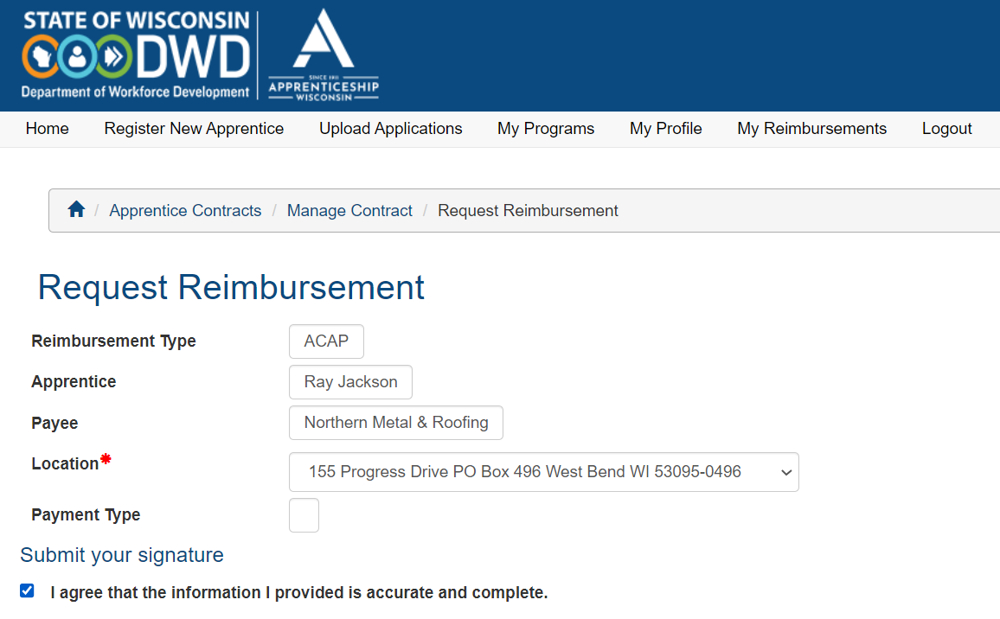 STATE OF WISCONSIN
DWD
Department of Workforce Development
SINCE 1911
APPRENTICESHIP
WISCONSIN
Home Register New Apprentice Upload Applications My Programs My Profile My Reimbursements Logout
/ Apprentice Contracts / Manage Contract / Request Reimbursement
Request Reimbursement
Reimbursement Type ACAP
Apprentice Ray Jackson
Payee Northern Metal & Roofing
Location* 155 Progress Drive PO Box 496 West Bend WI 53095-0496
Payment Type
Submit your signature
I agree that the information I provided is accurate and complete.